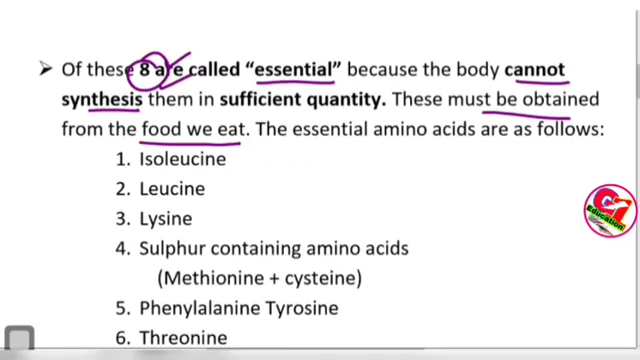 Of these 8 are called “essential” because the body cannot
synthesis them in sufficient quantity. These must be obtained
from the food we eat. The essential amino acids are as follows:
1. Isoleucine
2. Leucine
3. Lysine
4. Sulphur containing amino acids
(Methionine + cysteine)
5. Phenylalanine Tyrosine
6. Threonine
Education